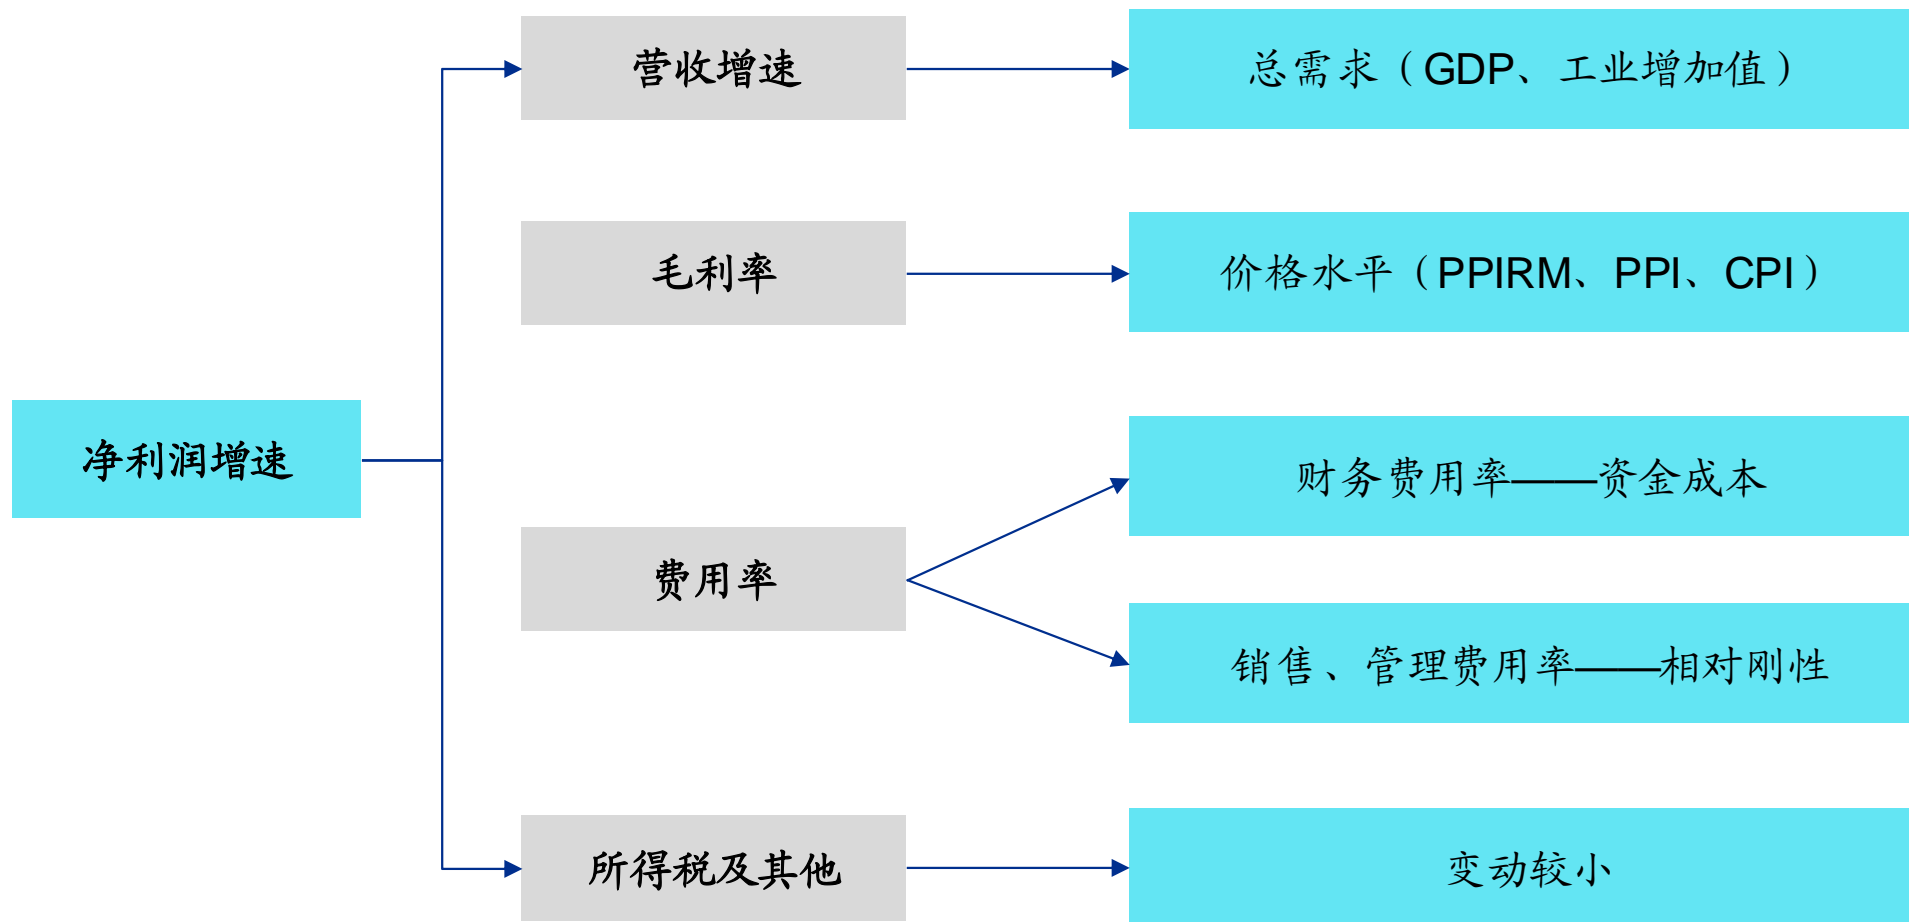 营收增速
总需求（GDP、工业增加值）
毛利率
价格水平（PPIRM、PPI、CPI）
净利润增速
财务费用率——资金成本
费用率
销售、管理费用率——相对刚性
所得税及其他
变动较小